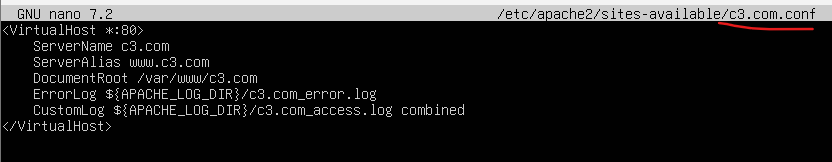 GNU nano 7.2 /etc/apache2/sites-available/c3.com.conf
<VirtualHost *:80>
ServerName c3.com
ServerAlias www.c3.com
DocumentRoot /var/www/c3.com
ErrorLog ${APACHE_LOG_DIR}/c3.com_error.log
CustomLog ${APACHE_LOG_DIR}/c3.com_access.log combined
</VirtualHost>